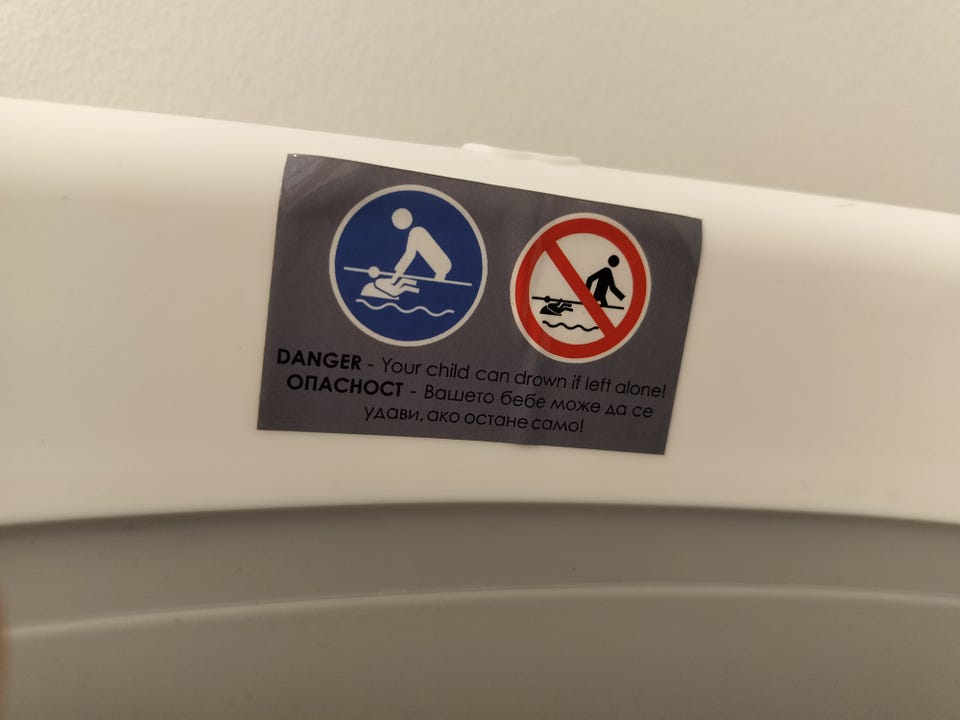 DANGER - Your child can drown if left alone!
ОПАСНОСТ - Вашето бебе може да се
удави, ако остане само!